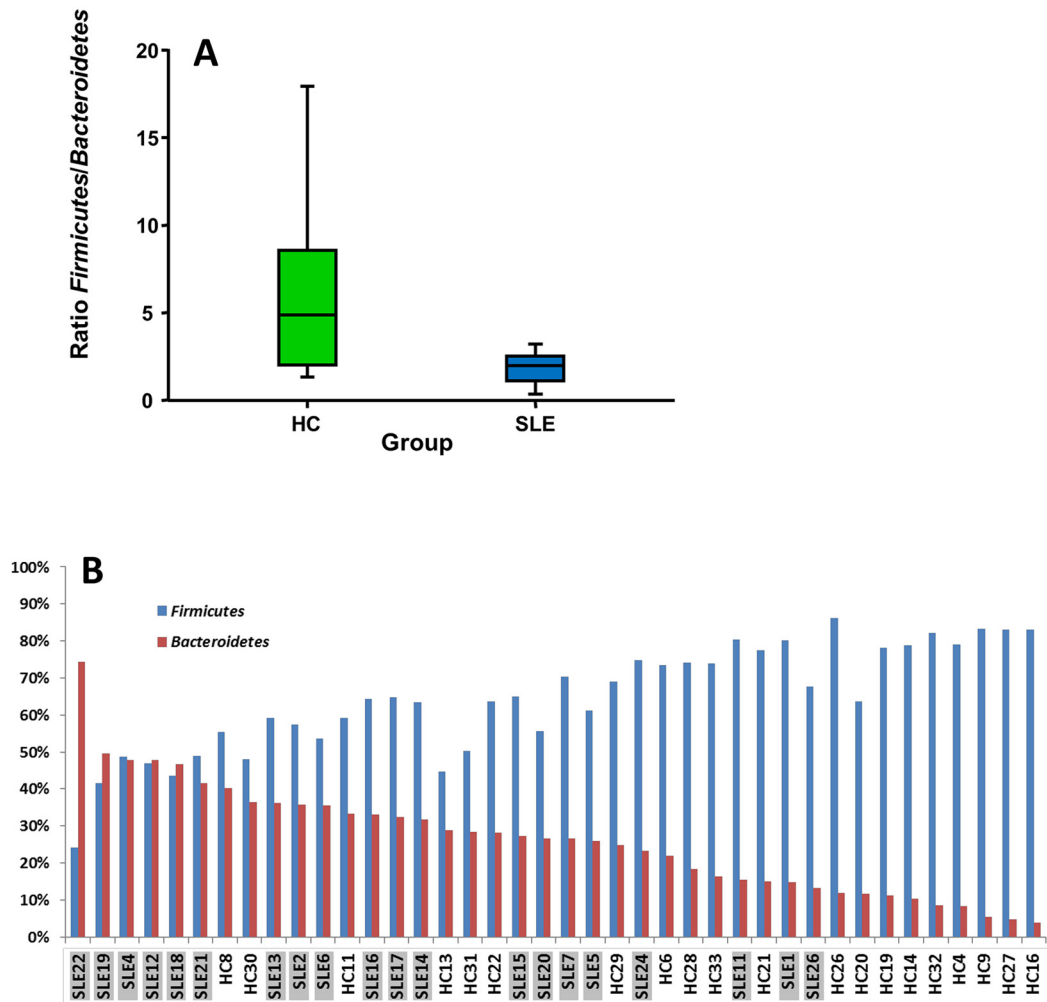 A
Ratio Firmicutes/Bacteroidetes
20
15
10
5
0
HC
SLE
Group
B
100%
90%
80%
70%
60%
50%
40%
30%
20%
10%
0%
Firmicutes
Bacteroidetes
SLE22
SLE19
SLE4
SLE12
SLE18
SLE21
HC8
HC30
SLE13
SLE2
SLE6
HC11
SLE16
SLE17
SLE14
HC13
HC31
HC22
SLE15
SLE20
SLE7
SLE5
HC29
SLE24
HC6
HC28
HC33
SLE11
HC21
SLE1
SLE26
HC26
HC20
HC19
HC14
HC32
HC4
HC9
HC27
HC16